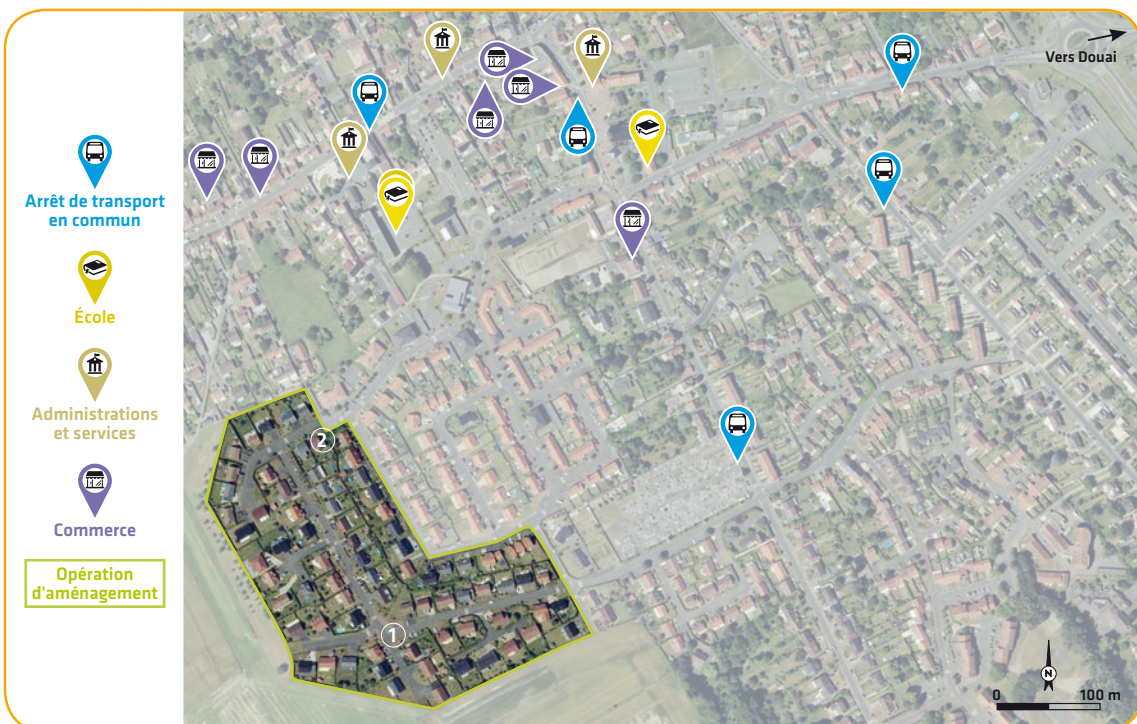 Arrêt de transport
en commun
École
Administrations
et services
Commerce
Opération
d'aménagement
Vers Douai
2
1
N
0 100 m